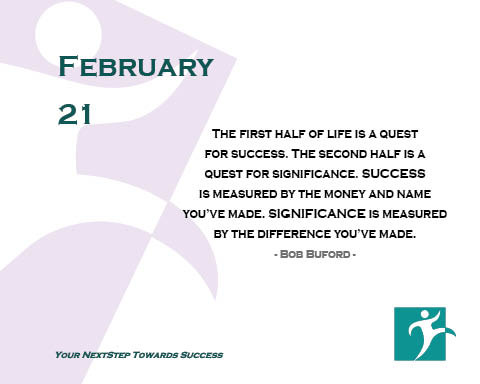 February
21
The first half of life is a quest
for success. The second half is a
quest for significance. SUCCESS
is measured by the money and name
you've made. SIGNIFICANCE is measured
by the difference you've made.
- Bob Buford -
Your NextStep Towards Success